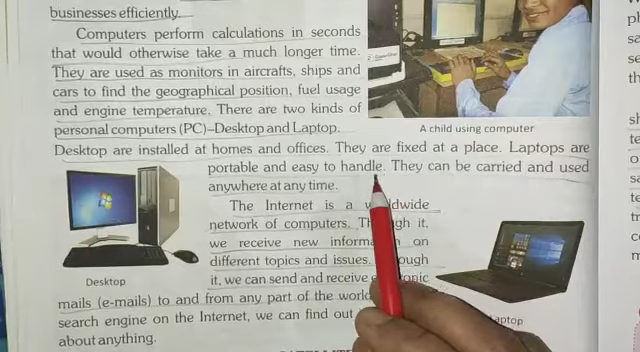 businesses efficiently.
Computers perform calculations in seconds
that would otherwise take a much longer time.
They are used as monitors in aircrafts, ships and
cars to find the geographical position, fuel usage
and engine temperature. There are two kinds of
personal computers (PC)–Desktop and Laptop.
A child using computer
Desktop are installed at homes and offices. They are fixed at a place. Laptops are
portable and easy to handle. They can be carried and used
anywhere at any time.
The Internet is a
network of computers.
we receive new on
different topics and issues.
it, we can send and receive
Desktop
mails (e-mails) to and from any part of the world
search engine on the Internet, we can find out
about anything.